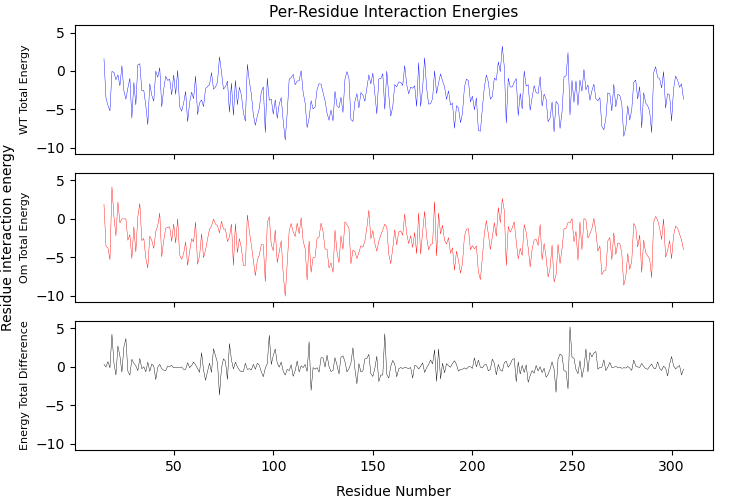 Per-Residue Interaction Energies
Residue interaction energy
WT Total Energy
5
0
−5
−10
Om Total Energy
5
0
−5
−10
Energy Total Difference
5
0
−5
−10
50 100 150 200 250 300
Residue Number